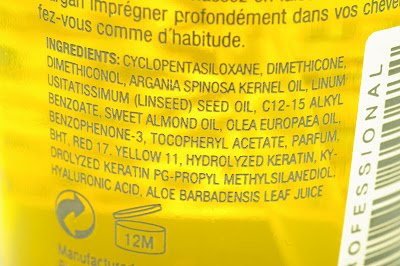 argan imprégner profondément dans vos cheve
fez-vous comme d'habitude.
INGREDIENTS: CYCLOPENTASILOXANE, DIMETHICONE,
DIMETHICONOL, ARGANIA SPINOSA KERNEL OIL, LINUM
USITATISSIMUM (LINSEED) SEED OIL, C12-15 ALKYL
BENZOATE, SWEET ALMOND OIL, OLEA EUROPAEA OIL,
BENZOPHENONE-3, TOCOPHERYL ACETATE, PARFUM,
BHT, RED 17, YELLOW 11, HYDROLYZED KERATIN, KY-
DROLYZED KERATIN PG-PROPYL METHYLSILANEDIOL,
HYALURONIC ACID, ALOE BARBADENSIS LEAF JUICE
12M
Manufactured
ROFESSIONAL